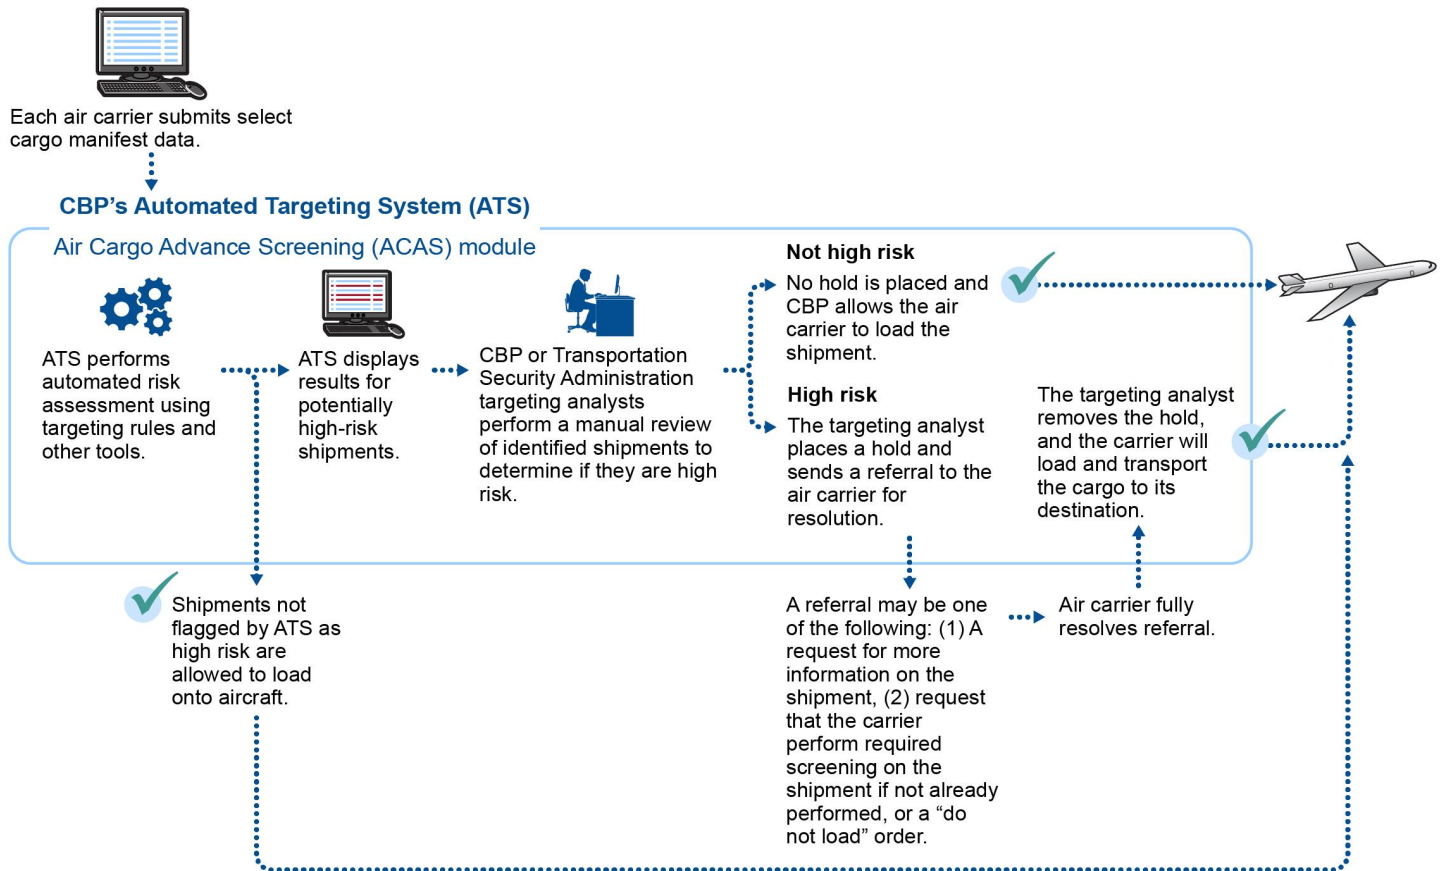 Each air carrier submits select
cargo manifest data.
CBP's Automated Targeting System (ATS)
Air Cargo Advance Screening (ACAS) module
ATS performs
automated risk
assessment using
targeting rules and
other tools.
ATS displays
results for
potentially
high-risk
shipments.
CBP or Transportation
Security Administration
targeting analysts
perform a manual review
of identified shipments to
determine if they are high
risk.
Not high risk
No hold is placed and
CBP allows the air
carrier to load the
shipment.
High risk
The targeting analyst
places a hold and
sends a referral to the
air carrier for
resolution.
The targeting analyst
removes the hold,
and the carrier will
load and transport
the cargo to its
destination.
Shipments not
flagged by ATS as
high risk are
allowed to load
onto aircraft.
A referral may be one
of the following: (1) A
request for more
information on the
shipment, (2) request
that the carrier
perform required
screening on the
shipment if not already
performed, or a “do
not load” order.
Air carrier fully
resolves referral.